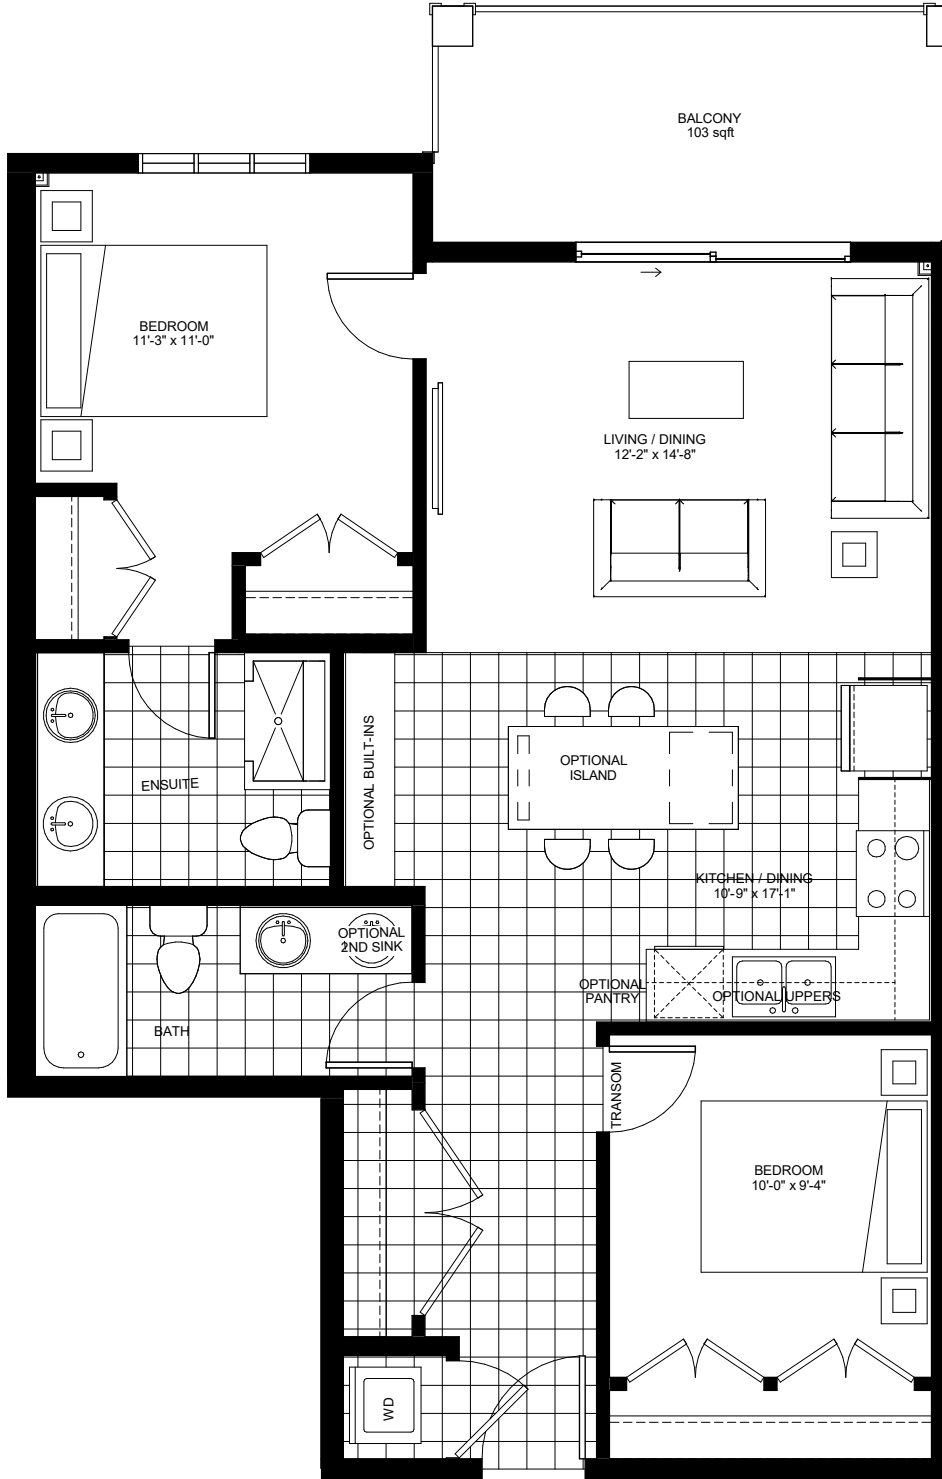 BALCONY
103 sqft
BEDROOM
11'-3" x 11'-0"
LIVING / DINING
12'-2" x 14'-8"
OPTIONAL BUILT-INS
ENSUITE
OPTIONAL
ISLAND
KITCHEN / DINING
10'-9" x 17'-1"
OPTIONAL
2ND SINK
OPTIONAL
PANTRY
OPTIONAL UPPERS
BATH
TRANSOM
BEDROOM
10'-0" x 9'-4"
WD